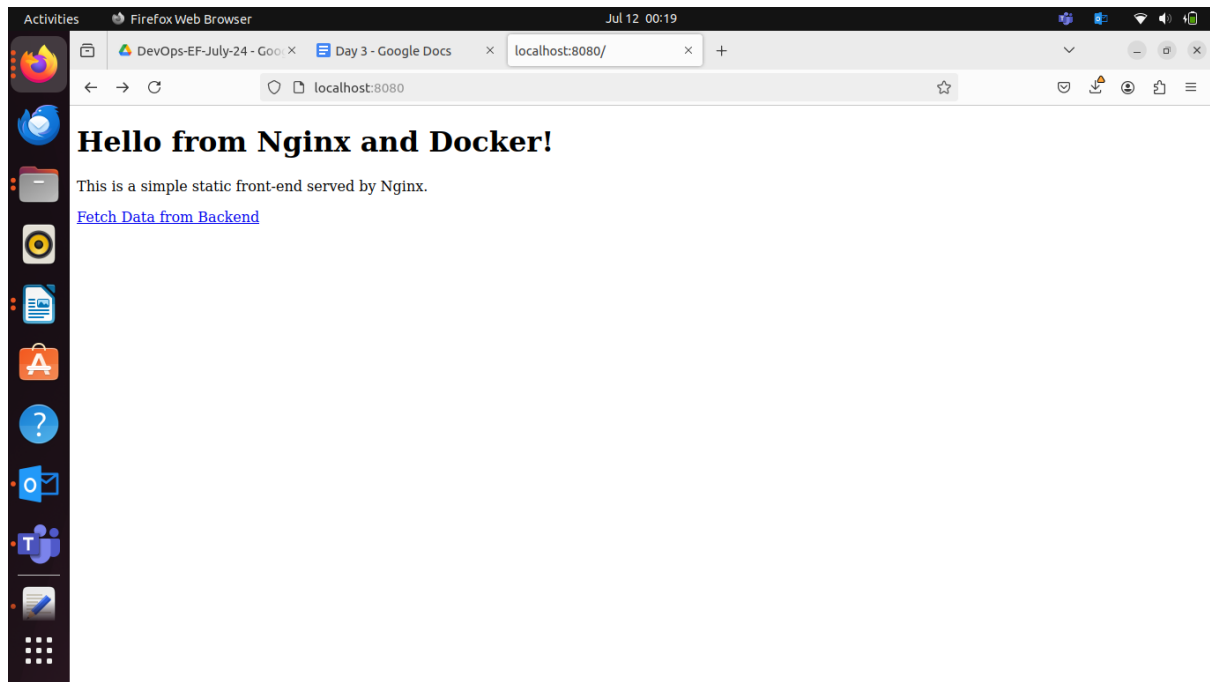 Activities Firefox Web Browser Jul 12 00:19
DevOps-EF-July-24 - Goo Day 3 - Google Docs localhost:8080/
localhost:8080
Hello from Nginx and Docker!
This is a simple static front-end served by Nginx.
Fetch Data from Backend